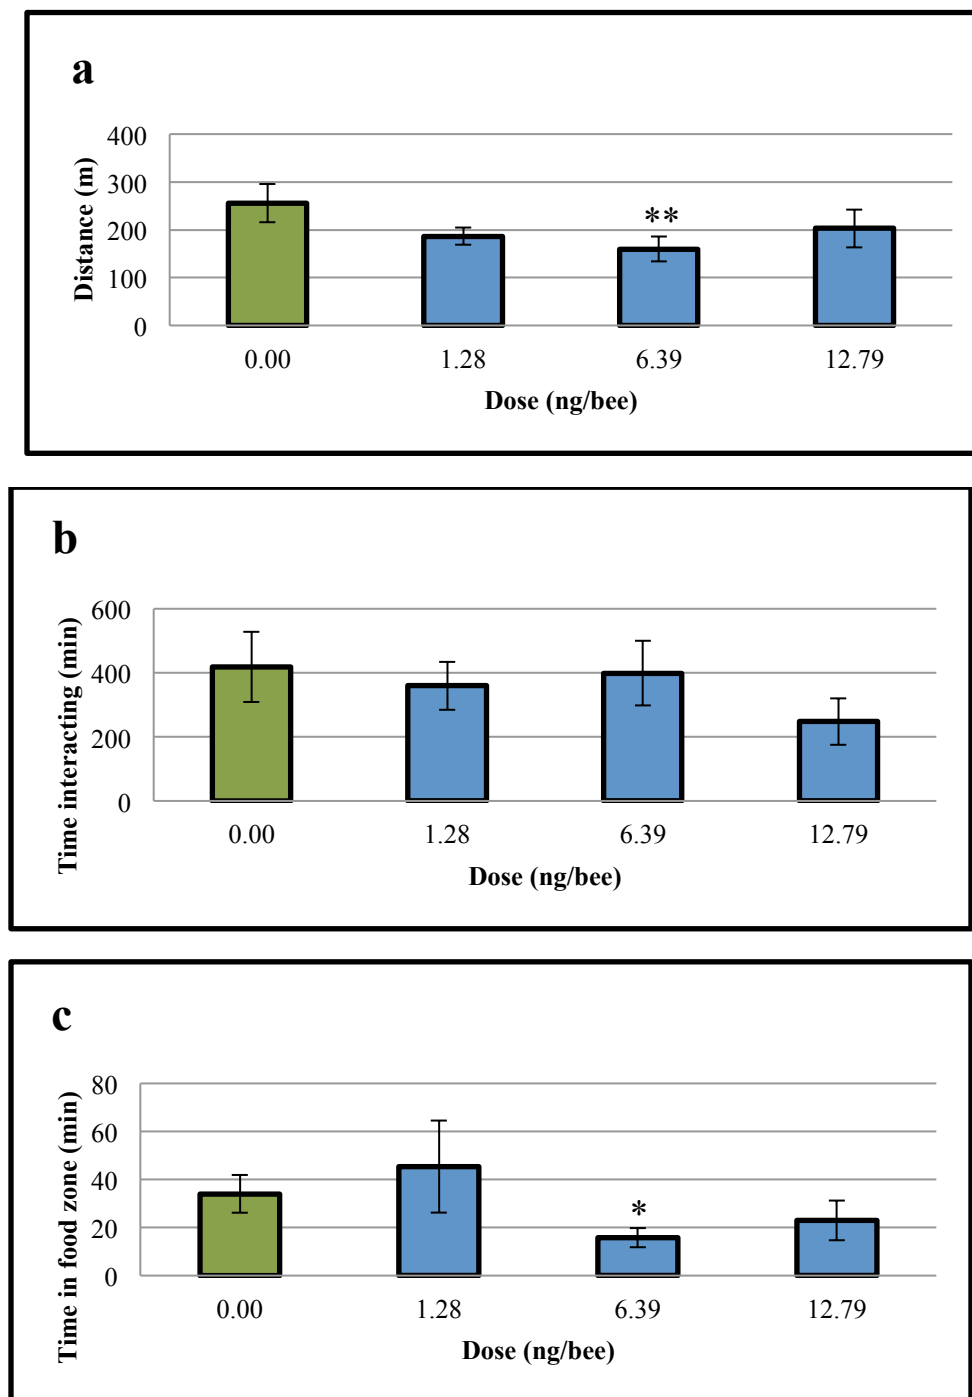 a
400
300
200
100
0
Distance (m)
**
0.00 1.28 6.39 12.79
Dose (ng/bee)
b
600
400
200
0
Time interacting (min)
0.00 1.28 6.39 12.79
Dose (ng/bee)
c
80
60
40
20
0
Time in food zone (min)
*
0.00 1.28 6.39 12.79
Dose (ng/bee)